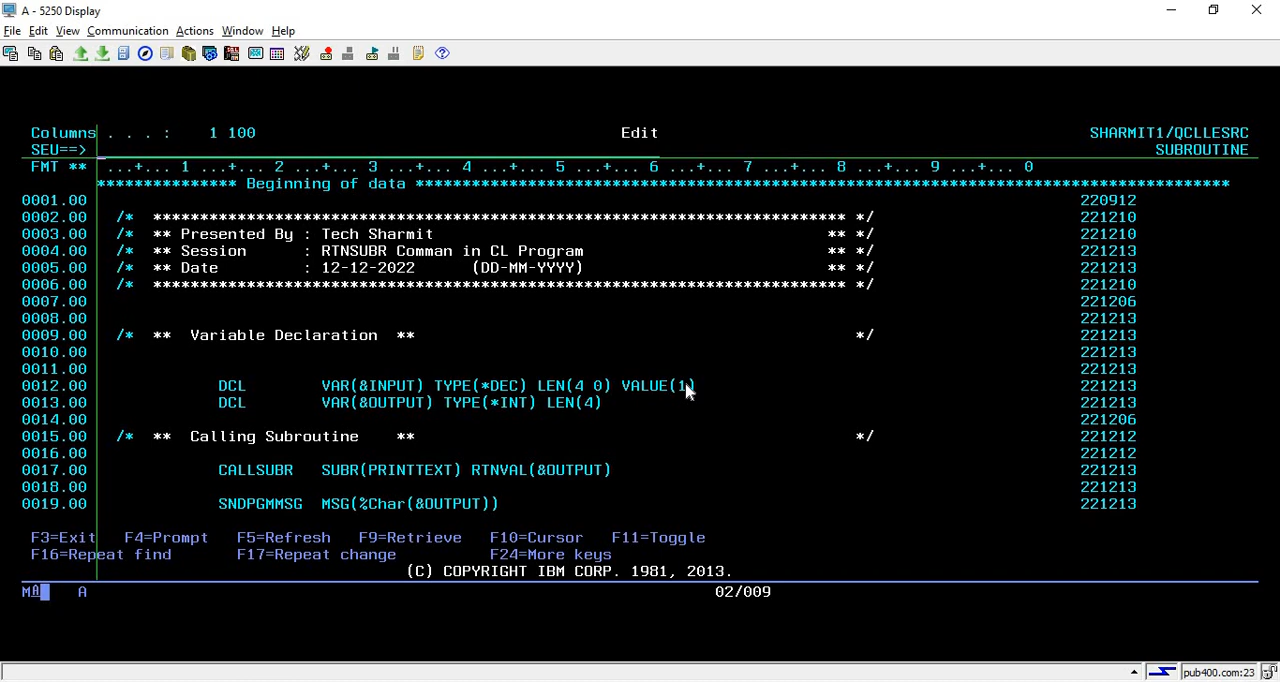 A - 5250 Display
File Edit View Communication Actions Window Help
Columns . . . : 1 100 Edit SHARMIT1/QCLLESRC
SEU==> SUBROUTINE
FMT ** ...+... 1 ...+... 2 ...+... 3 ...+... 4 ...+... 5 ...+... 6 ...+... 7 ...+... 8 ...+... 9 ...+... 0
*************** Beginning of data ***************************************************************************************
0001.00 220912
0002.00 /* ************************************************************************** */ 221210
0003.00 /* ** Presented By : Tech Sharmit ** */ 221210
0004.00 /* ** Session : RTNSUBR Comman in CL Program ** */ 221213
0005.00 /* ** Date : 12-12-2022 (DD-MM-YYYY) ** */ 221213
0006.00 /* ************************************************************************** */ 221210
0007.00 221206
0008.00 221213
0009.00 /* ** Variable Declaration ** */ 221213
0010.00 221213
0011.00 221213
0012.00 DCL VAR(&INPUT) TYPE(*DEC) LEN(4 0) VALUE(1) 221213
0013.00 DCL VAR(&OUTPUT) TYPE(*INT) LEN(4) 221213
0014.00 221206
0015.00 /* ** Calling Subroutine ** */ 221212
0016.00 221212
0017.00 CALLSUBR SUBR(PRINTTEXT) RTNVAL(&OUTPUT) 221213
0018.00 221213
0019.00 SNDPGMMSG MSG(%Char(&OUTPUT)) 221213
F3=Exit F4=Prompt F5=Refresh F9=Retrieve F10=Cursor F11=Toggle
F16=Repeat find F17=Repeat change F24=More keys
(C) COPYRIGHT IBM CORP. 1981, 2013.
MA A 02/009
pub400.com:23